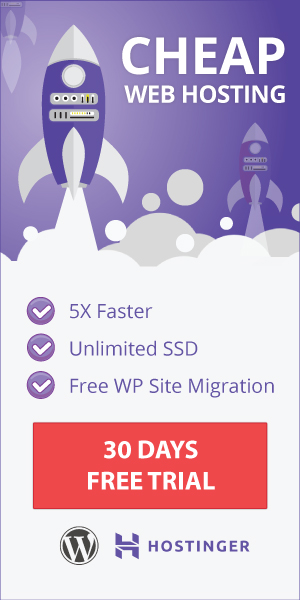 CHEAP
WEB HOSTING
5X Faster
Unlimited SSD
Free WP Site Migration
30 DAYS
FREE TRIAL
HOSTINGER